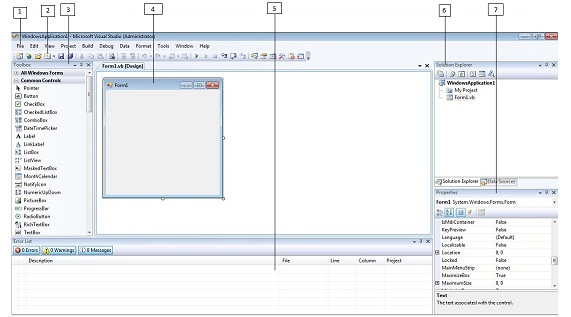 1
2
3
4
5
6
7
WindowsApplication1 - Microsoft Visual Studio (Administrator)
File Edit View Project Build Debug Data Format Tools Window Help
Toolbox
All Windows Forms
Common Controls
Pointer
Button
CheckBox
CheckedListBox
ComboBox
DateTimePicker
Label
LinkLabel
ListBox
ListView
MaskedTextBox
MonthCalendar
NotifyIcon
NumericUpDown
PictureBox
ProgressBar
RadioButton
RichTextBox
TextBox
Form1.vb [Design]
Form1
Solution Explorer
WindowsApplication1
My Project
Form1.vb
Solution Explorer
Data Sources
Properties
Form1 System.Windows.Forms.Form
IsMdiContainer False
KeyPreview False
Language (Default)
Localizable False
Location 0, 0
Locked False
MainMenuStrip (none)
MaximizeBox True
MaximumSize 0, 0
Text
The text associated with the control.
Error List
0 Errors
0 Warnings
0 Messages
Description File Line Column Project